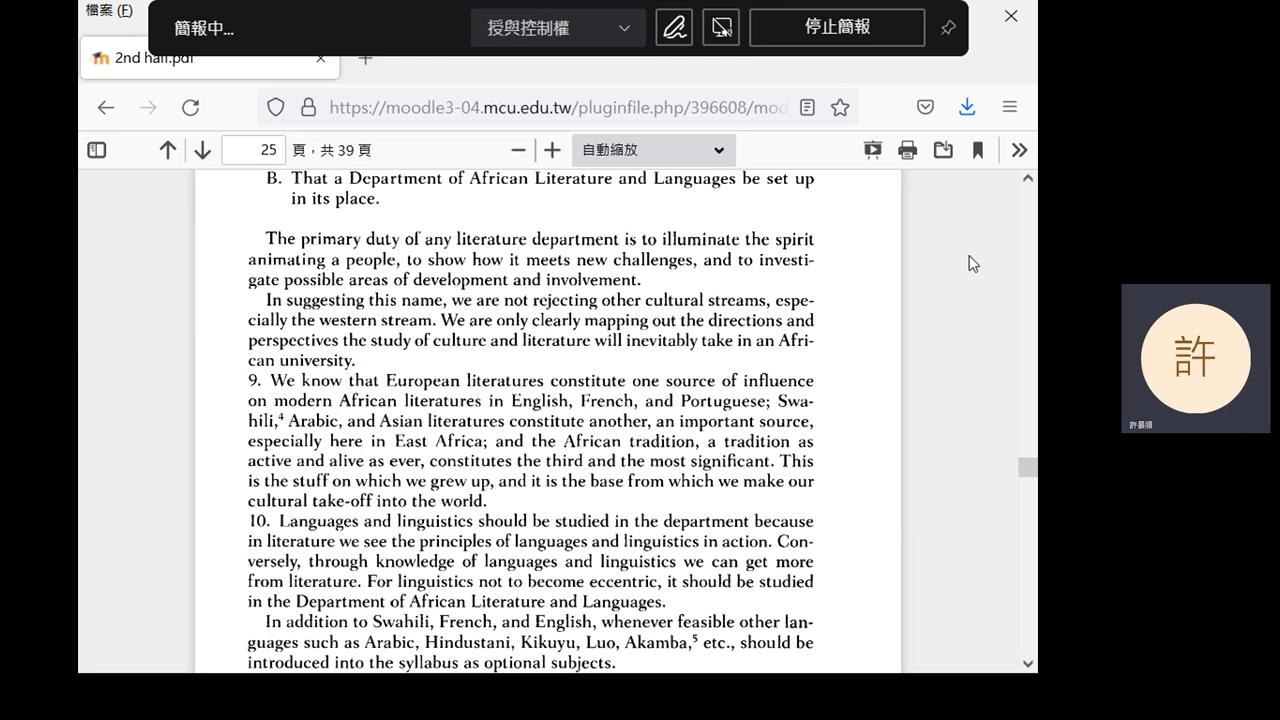 檔案 (F)
簡報中...
授與控制權
停止簡報
2nd half.pdf
https://moodle3-04.mcu.edu.tw/pluginfile.php/396608/mod
25 頁，共 39 頁
自動縮放
B. That a Department of African Literature and Languages be set up
in its place.
The primary duty of any literature department is to illuminate the spirit
animating a people, to show how it meets new challenges, and to investi-
gate possible areas of development and involvement.
In suggesting this name, we are not rejecting other cultural streams, espe-
cially the western stream. We are only clearly mapping out the directions and
perspectives the study of culture and literature will inevitably take in an Afri-
can university.
9. We know that European literatures constitute one source of influence
on modern African literatures in English, French, and Portuguese; Swa-
hili,⁴ Arabic, and Asian literatures constitute another, an important source,
especially here in East Africa; and the African tradition, a tradition as
active and alive as ever, constitutes the third and the most significant. This
is the stuff on which we grew up, and it is the base from which we make our
cultural take-off into the world.
10. Languages and linguistics should be studied in the department because
in literature we see the principles of languages and linguistics in action. Con-
versely, through knowledge of languages and linguistics we can get more
from literature. For linguistics not to become eccentric, it should be studied
in the Department of African Literature and Languages.
In addition to Swahili, French, and English, whenever feasible other lan-
guages such as Arabic, Hindustani, Kikuyu, Luo, Akamba,⁵ etc., should be
introduced into the syllabus as optional subjects.
許
許景順